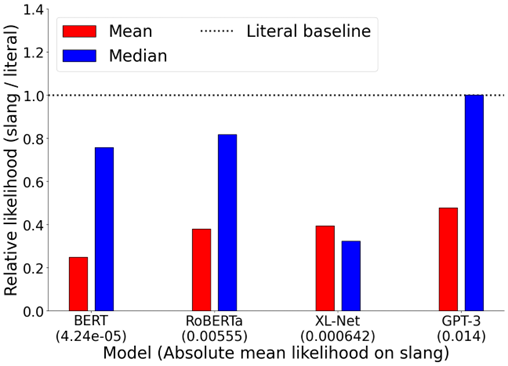 Relative likelihood (slang / literal)
1.4
1.2
1.0
0.8
0.6
0.4
0.2
0.0
Mean
Median
Literal baseline
BERT
(4.24e-05)
RoBERTa
(0.00555)
XL-Net
(0.000642)
GPT-3
(0.014)
Model (Absolute mean likelihood on slang)